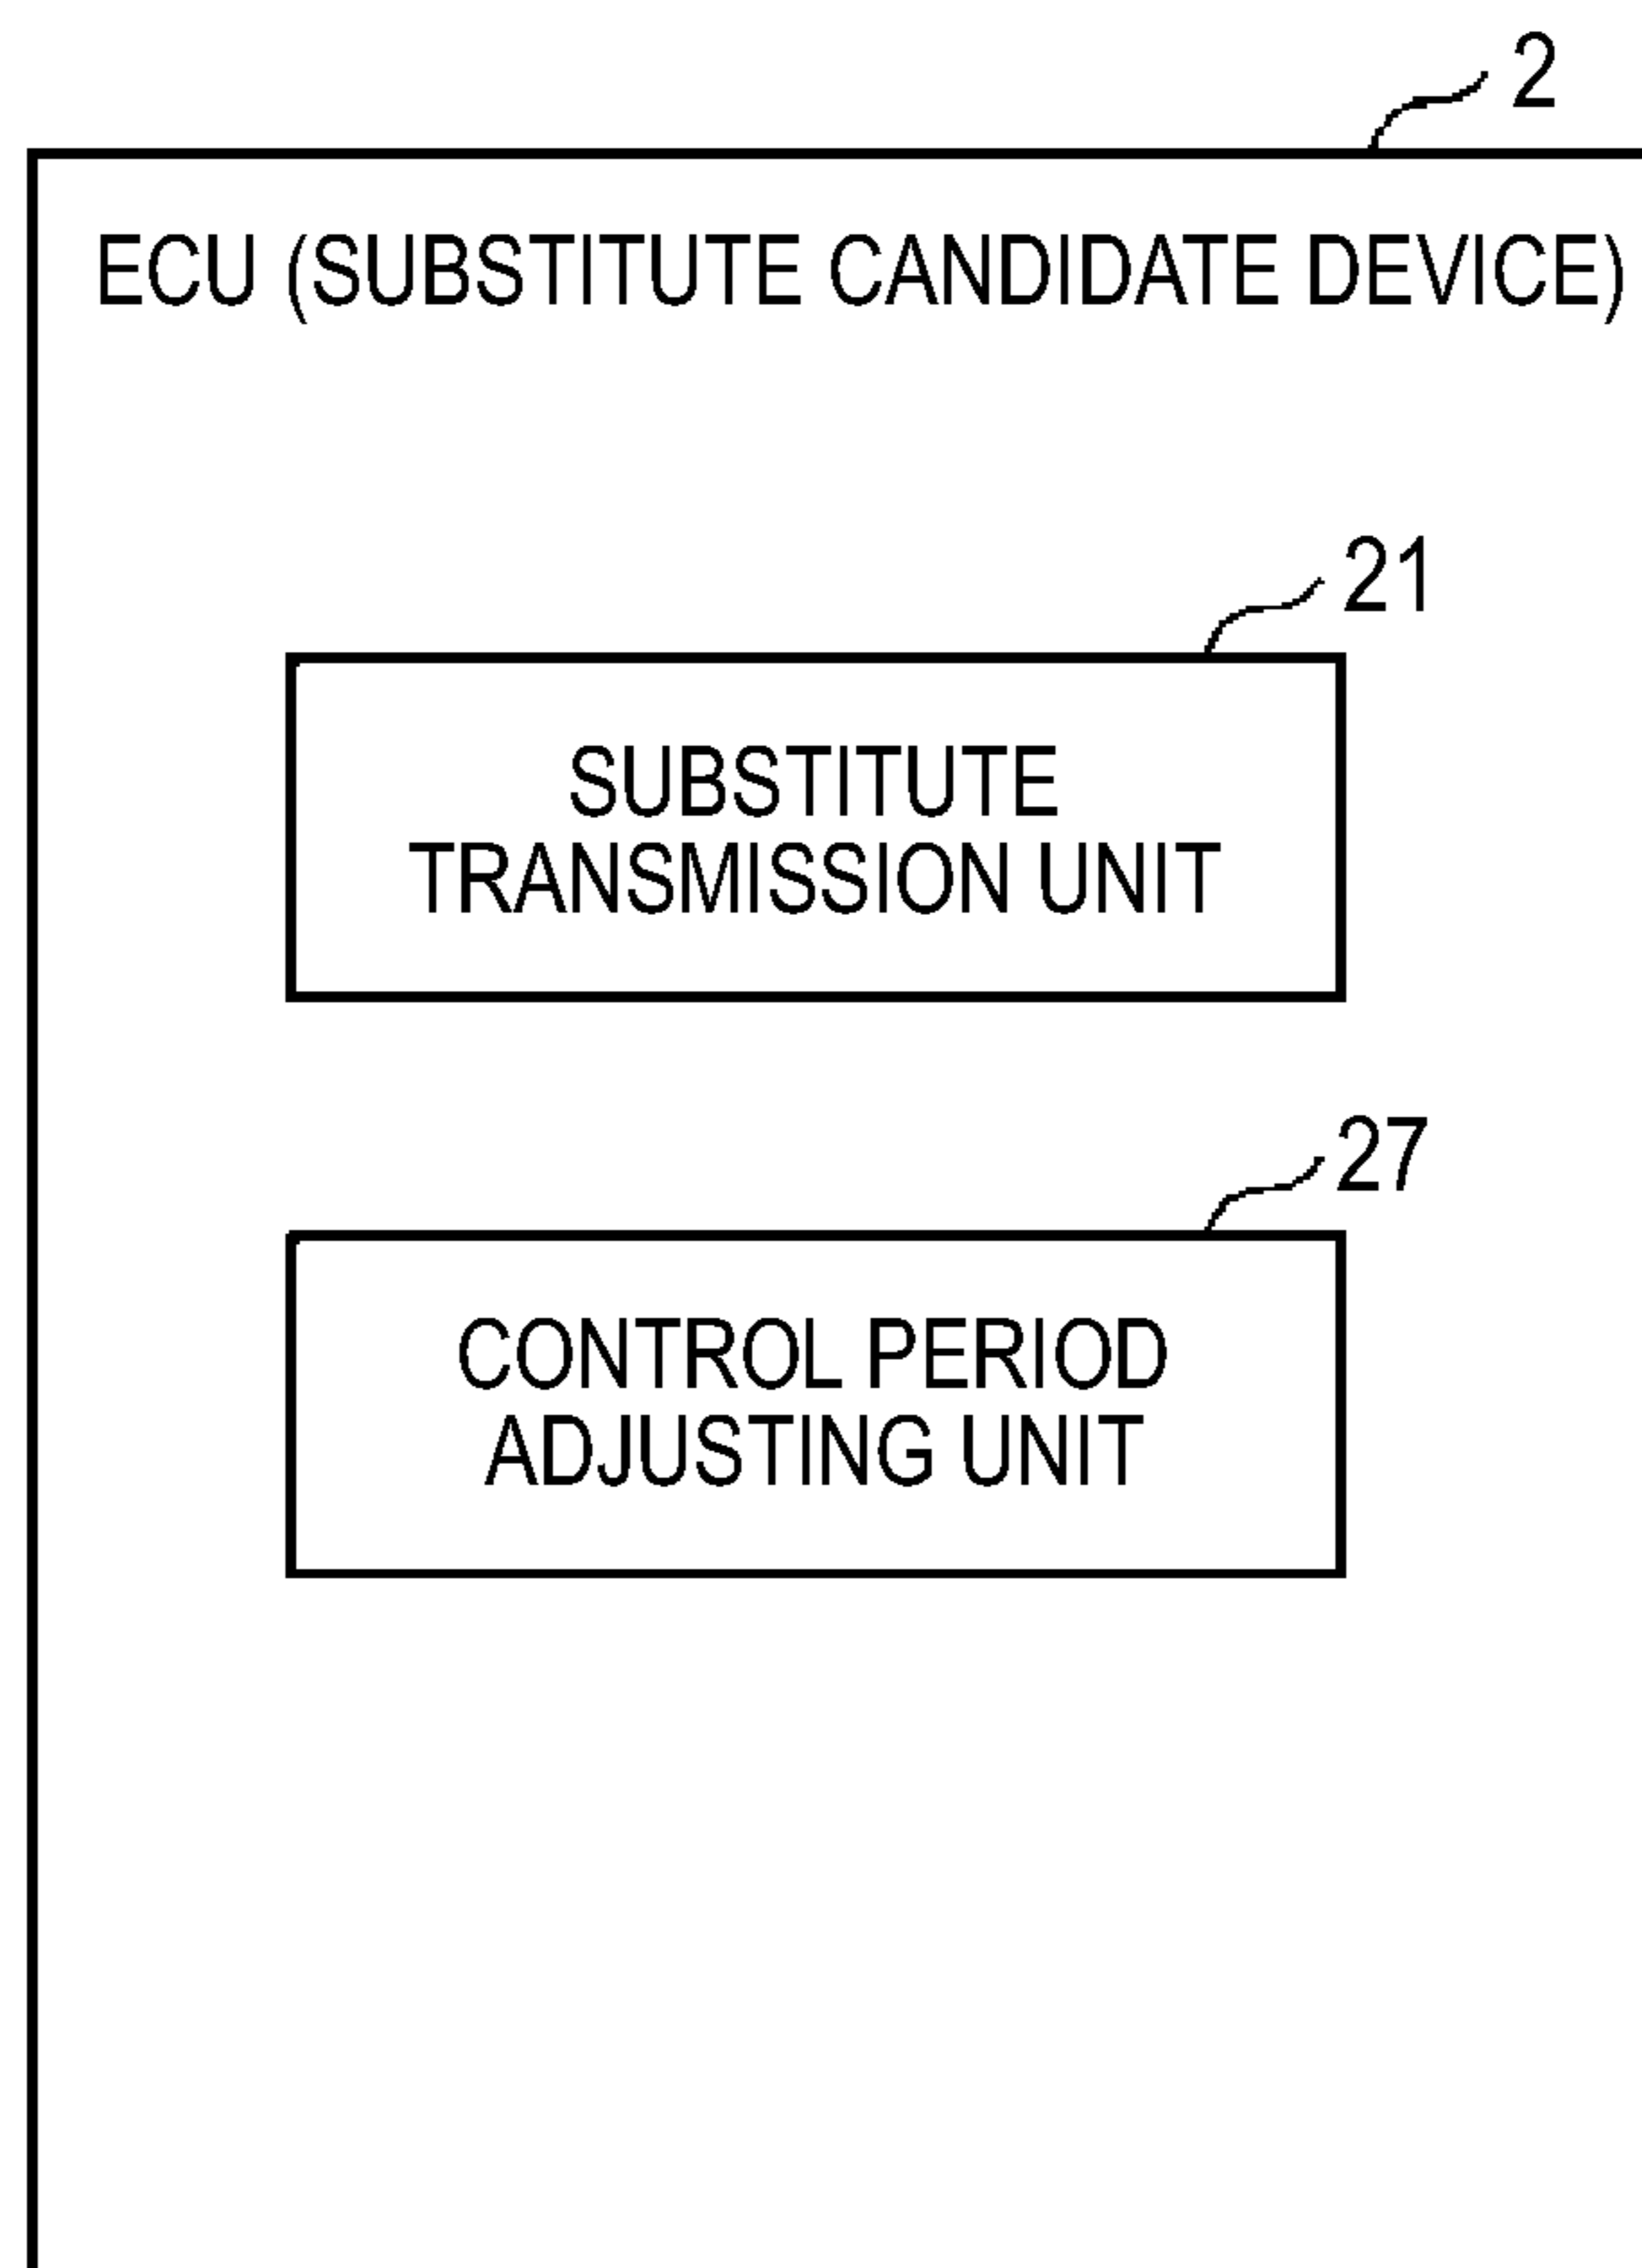 2
ECU (SUBSTITUTE CANDIDATE DEVICE)
21
SUBSTITUTE
TRANSMISSION UNIT
27
CONTROL PERIOD
ADJUSTING UNIT